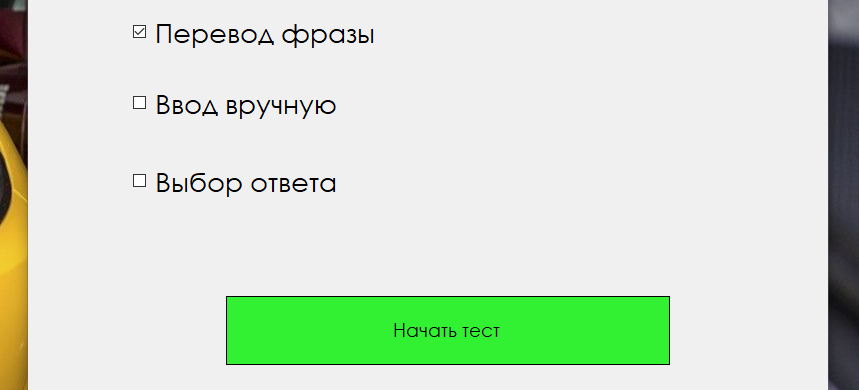 Перевод фразы
Ввод вручную
Выбор ответа
Начать тест